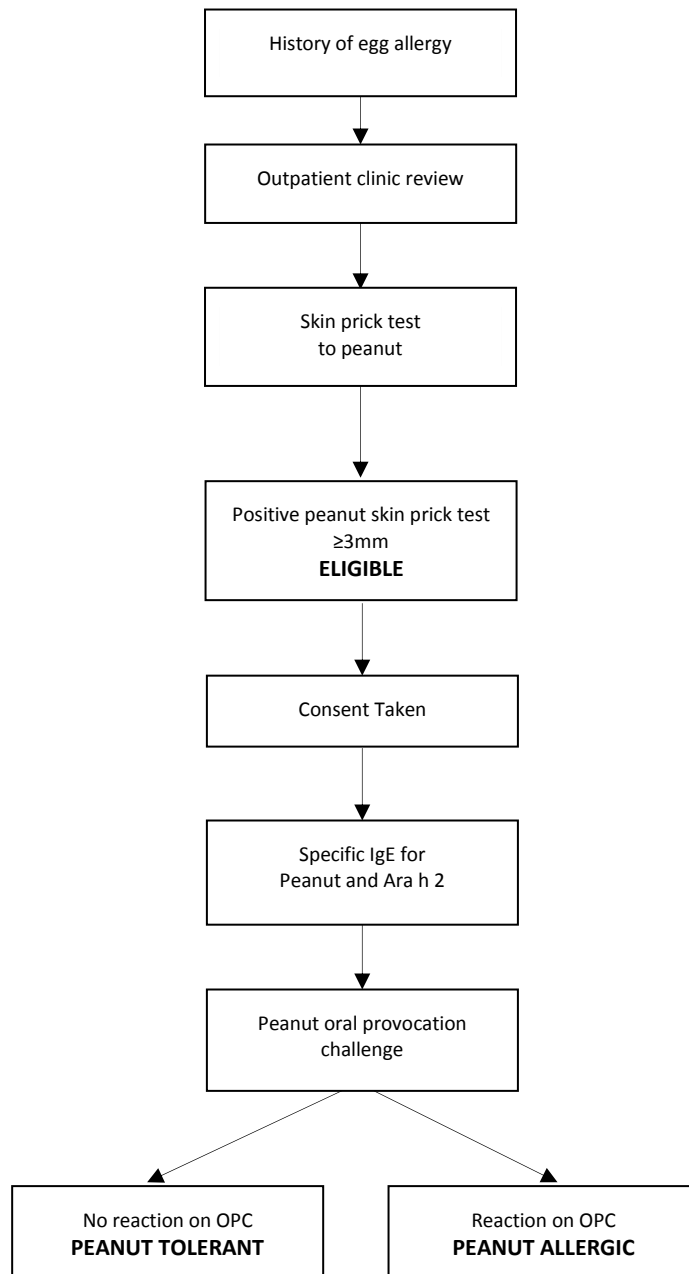 History of egg allergy
Outpatient clinic review
Skin prick test
to peanut
Positive peanut skin prick test
≥3mm
ELIGIBLE
Consent Taken
Specific IgE for
Peanut and Ara h 2
Peanut oral provocation
challenge
No reaction on OPC
PEANUT TOLERANT
Reaction on OPC
PEANUT ALLERGIC